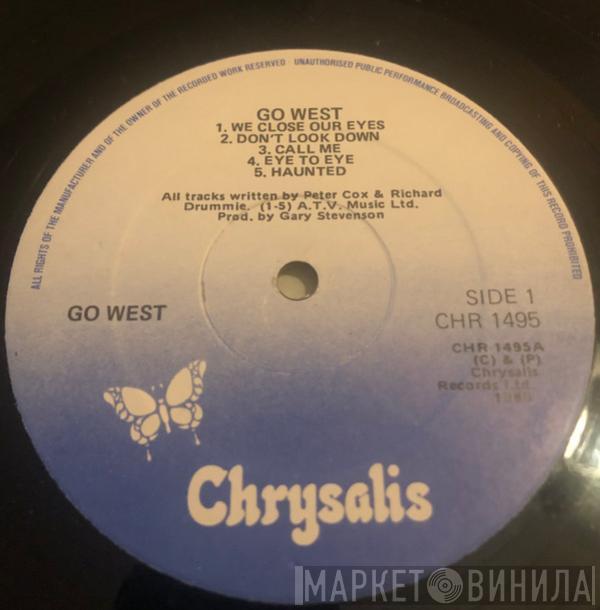 ALL RIGHTS OF THE MANUFACTURER AND OF THE OWNER OF THE RECORDED WORK RESERVED · UNAUTHORISED PUBLIC PERFORMANCE BROADCASTING AND COPYING OF THIS RECORD PROHIBITED
GO WEST
1. WE CLOSE OUR EYES
2. DON'T LOOK DOWN
3. CALL ME
4. EYE TO EYE
5. HAUNTED
All tracks written by Peter Cox & Richard
Drummie. (1-5) A.T.V. Music Ltd.
Prod. by Gary Stevenson
GO WEST
SIDE 1
CHR 1495
CHR 1495A
(C) & (P)
Chrysalis
Records Ltd.
1985
Chrysalis
МАРКЕТ ВИНИЛА